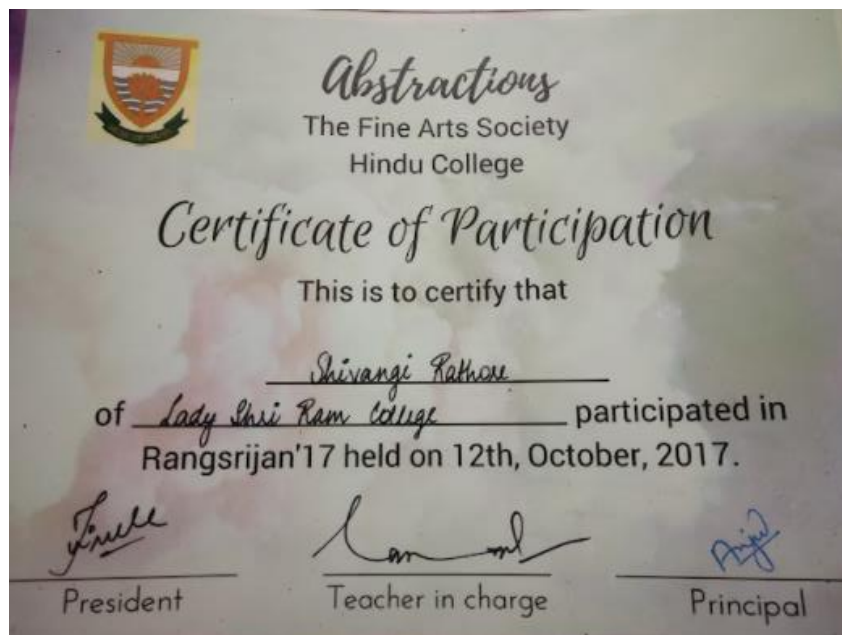 Abstractions
The Fine Arts Society
Hindu College
Certificate of Participation
This is to certify that
Shivangi Rathore
of Lady Shri Ram College participated in
Rangsrijan'17 held on 12th, October, 2017.
President
Teacher in charge
Principal